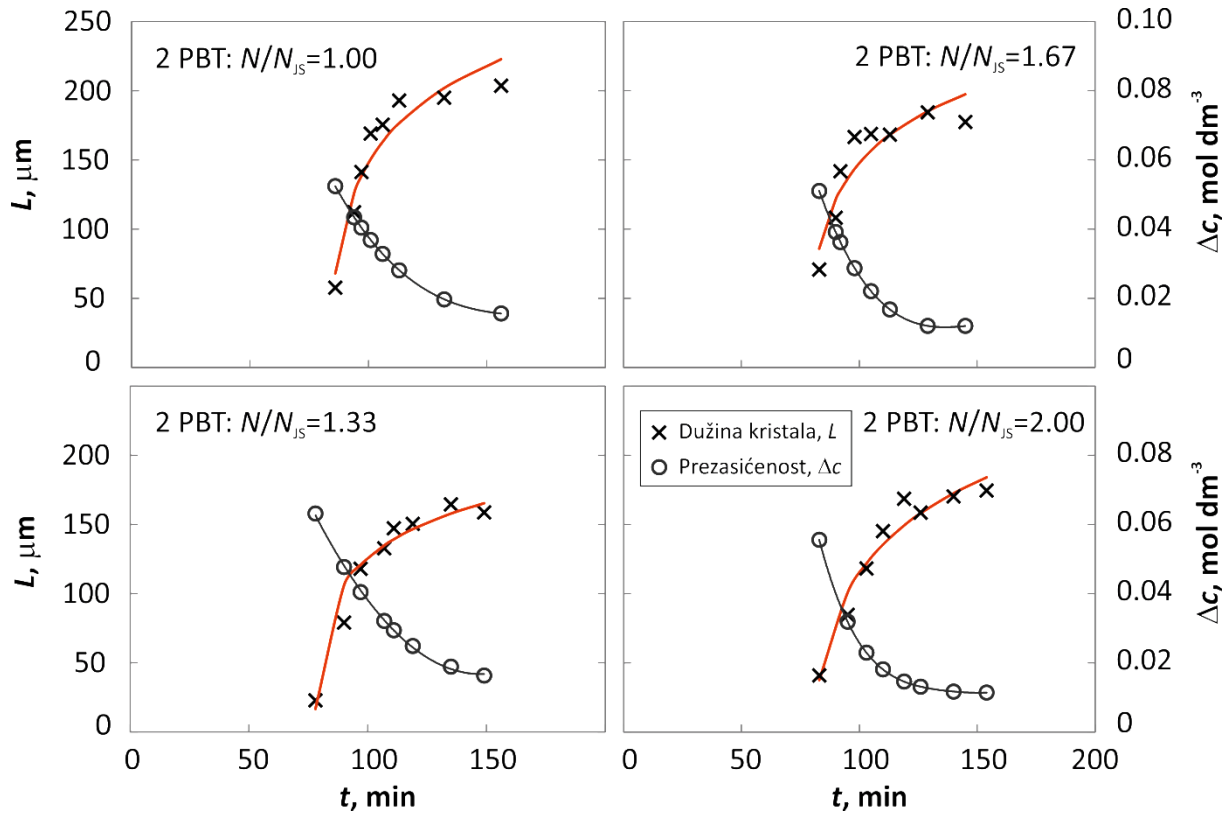 250
200
150
100
50
0
L, μm
2 PBT: N/NJS=1.00
2 PBT: N/NJS=1.67
0.10
0.08
0.06
0.04
0.02
0
Δc, mol dm-3
200
150
100
50
0
L, μm
2 PBT: N/NJS=1.33
2 PBT: N/NJS=2.00
Dužina kristala, L
Prezasićenost, Δc
0.08
0.06
0.04
0.02
0
Δc, mol dm-3
0 50 100 150 0 50 100 150 200
t, min t, min